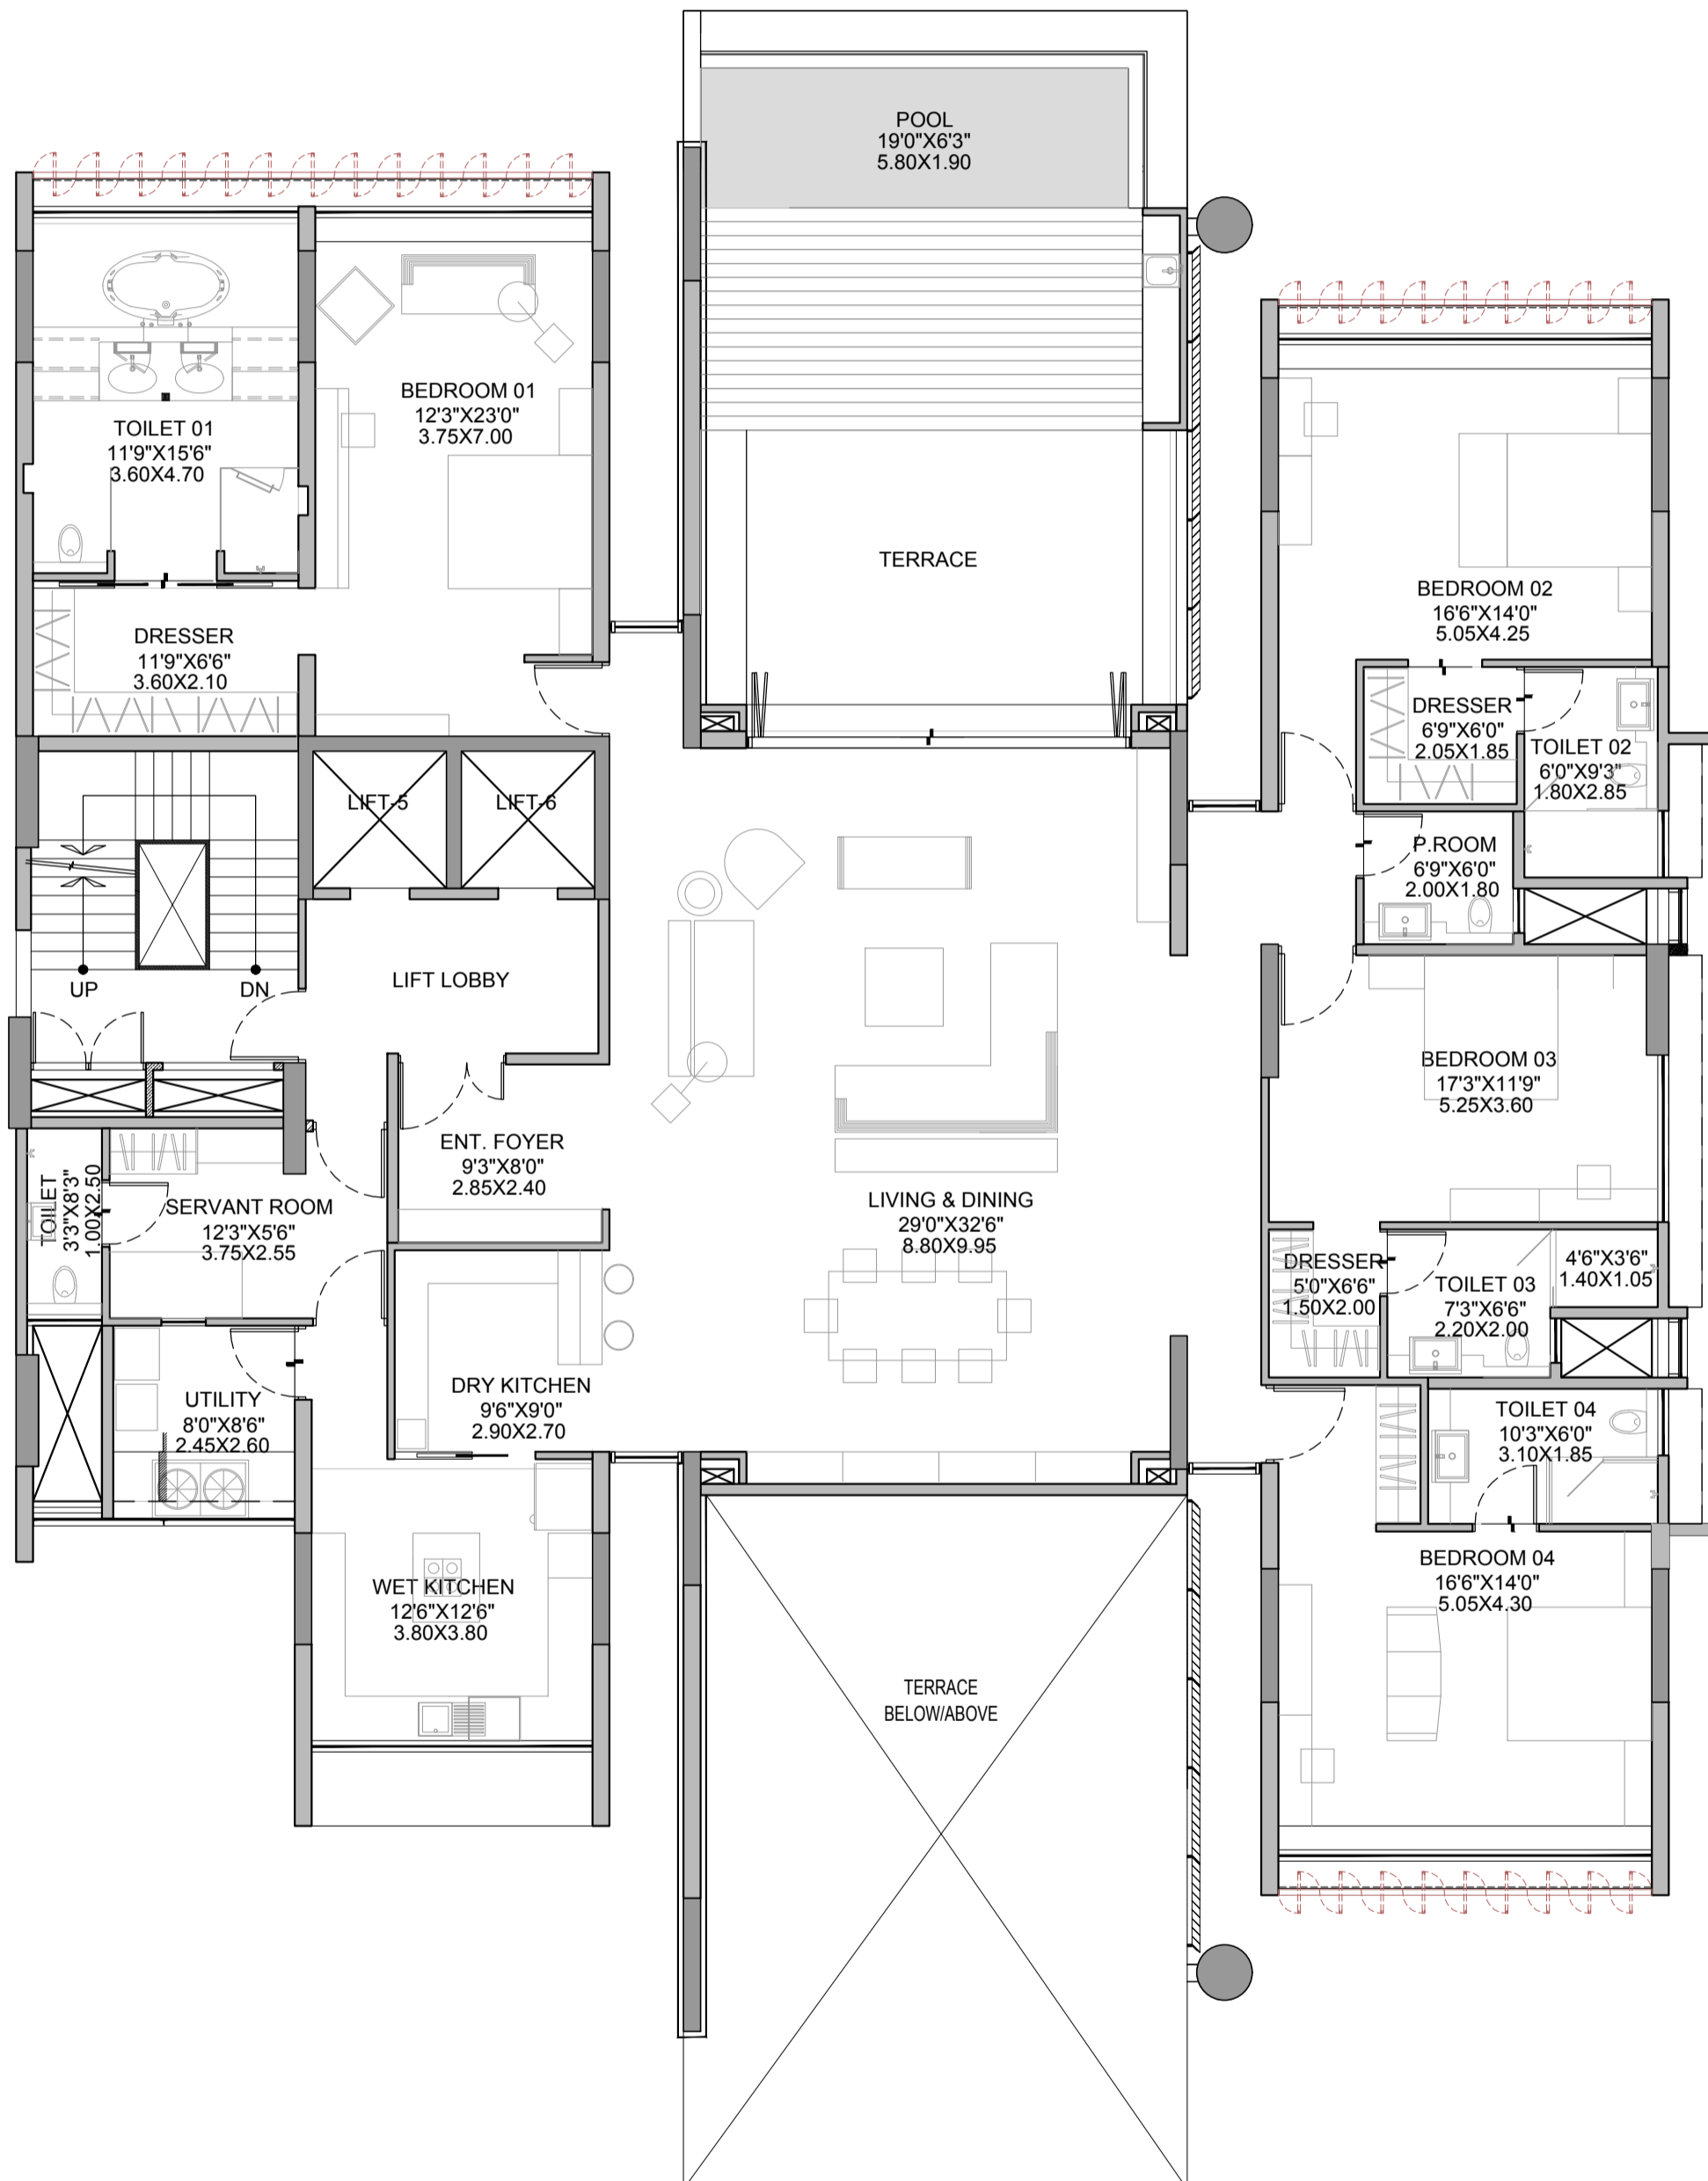 POOL
19'0"X6'3"
5.80X1.90
BEDROOM 01
12'3"X23'0"
3.75X7.00
TOILET 01
11'9"X15'6"
3.60X4.70
TERRACE
BEDROOM 02
16'6"X14'0"
5.05X4.25
DRESSER
11'9"X6'6"
3.60X2.10
DRESSER
6'9"X6'0"
2.05X1.85
TOILET 02
6'0"X9'3"
1.80X2.85
LIFT-5
LIFT-6
P.ROOM
6'9"X6'0"
2.00X1.80
UP
DN
LIFT LOBBY
BEDROOM 03
17'3"X11'9"
5.25X3.60
ENT. FOYER
9'3"X8'0"
2.85X2.40
TOILET
3'3"X8'3"
1.00X2.50
SERVANT ROOM
12'3"X5'6"
3.75X2.55
LIVING & DINING
29'0"X32'6"
8.80X9.95
DRESSER
5'0"X6'6"
1.50X2.00
TOILET 03
7'3"X6'6"
2.20X2.00
4'6"X3'6"
1.40X1.05
DRY KITCHEN
9'6"X9'0"
2.90X2.70
UTILITY
8'0"X8'6"
2.45X2.60
TOILET 04
10'3"X6'0"
3.10X1.85
WET KITCHEN
12'6"X12'6"
3.80X3.80
BEDROOM 04
16'6"X14'0"
5.05X4.30
TERRACE
BELOW/ABOVE